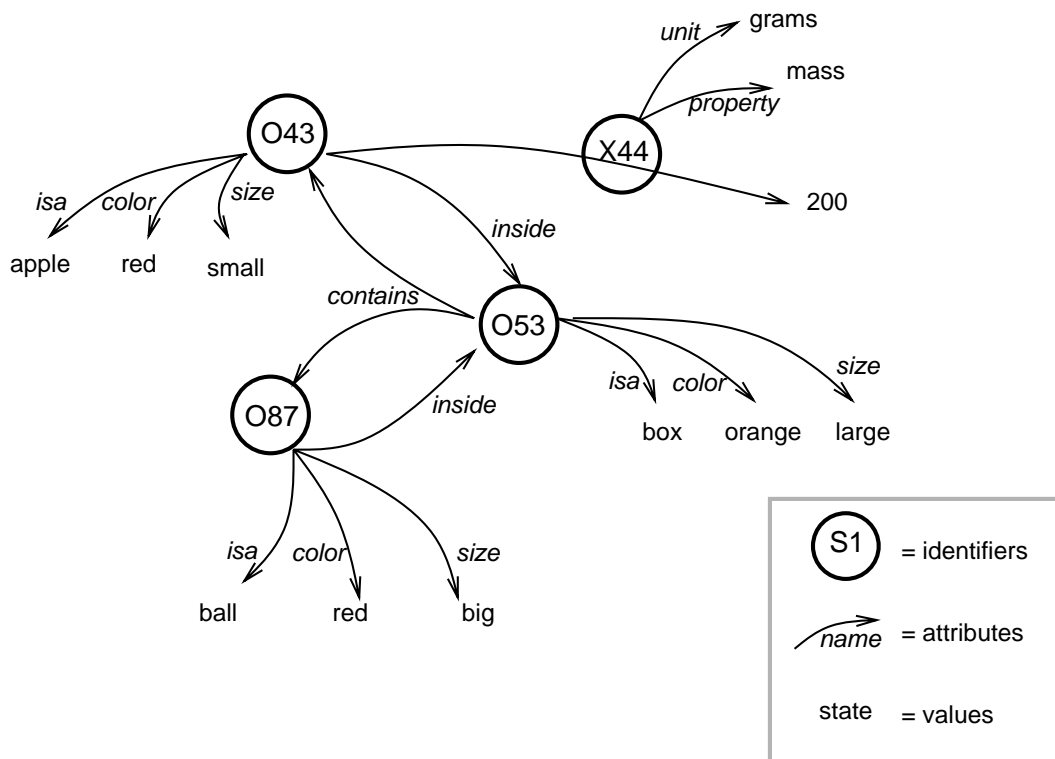 grams
unit
mass
property
O43
X44
isa
color
size
200
inside
apple
red
small
contains
O53
isa
color
size
inside
O87
box
orange
large
S1
= identifiers
isa
color
size
ball
red
big
name
= attributes
state
= values